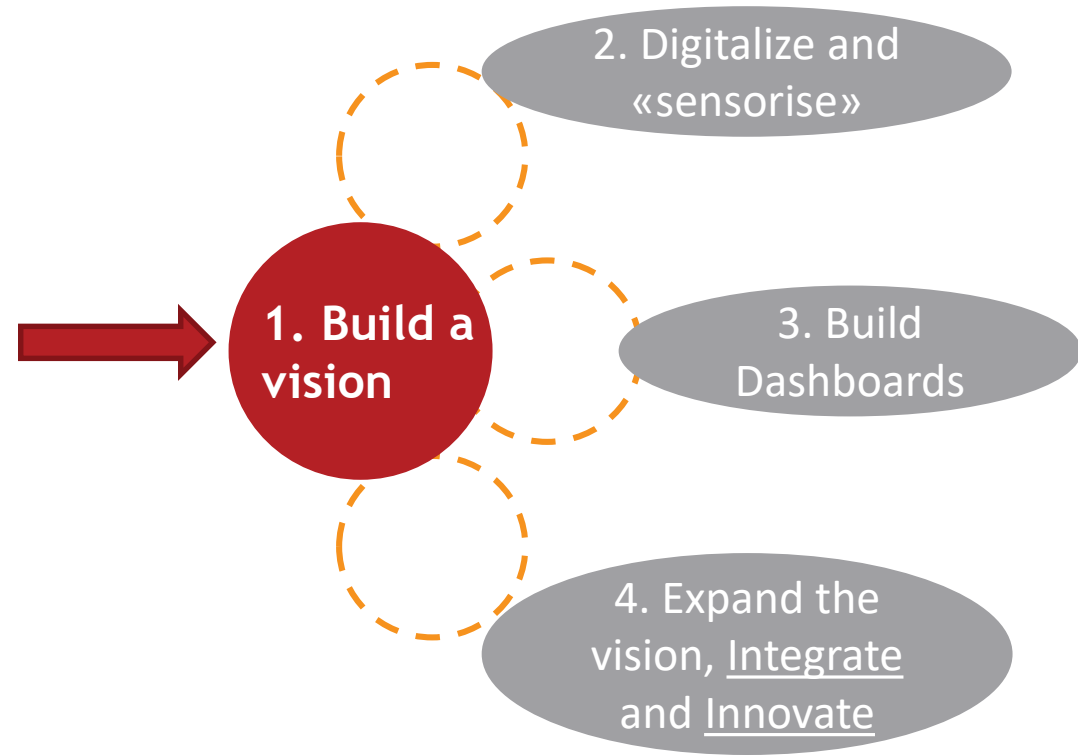 2. Digitalize and
«sensorise»
1. Build a
vision
3. Build
Dashboards
4. Expand the
vision, Integrate
and Innovate